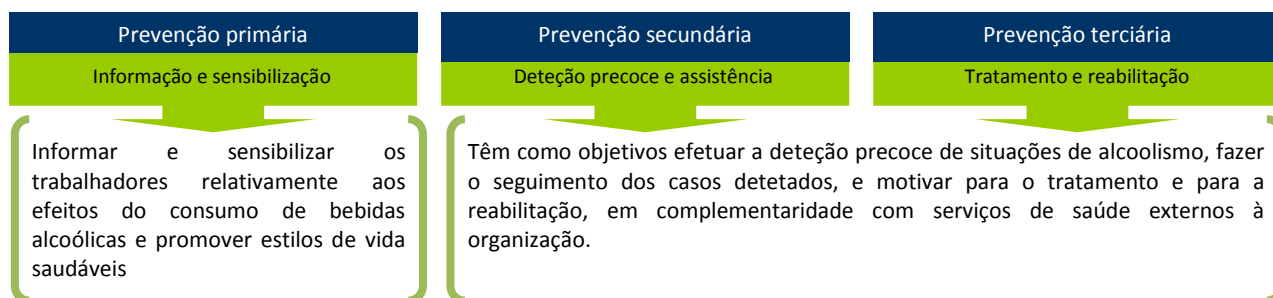 Prevenção primária
Informação e sensibilização
Informar e sensibilizar os
trabalhadores relativamente aos
efeitos do consumo de bebidas
alcoólicas e promover estilos de vida
saudáveis
Prevenção secundária
Deteção precoce e assistência
Prevenção terciária
Tratamento e reabilitação
Têm como objetivos efetuar a deteção precoce de situações de alcoolismo, fazer
o seguimento dos casos detetados, e motivar para o tratamento e para a
reabilitação, em complementaridade com serviços de saúde externos à
organização.